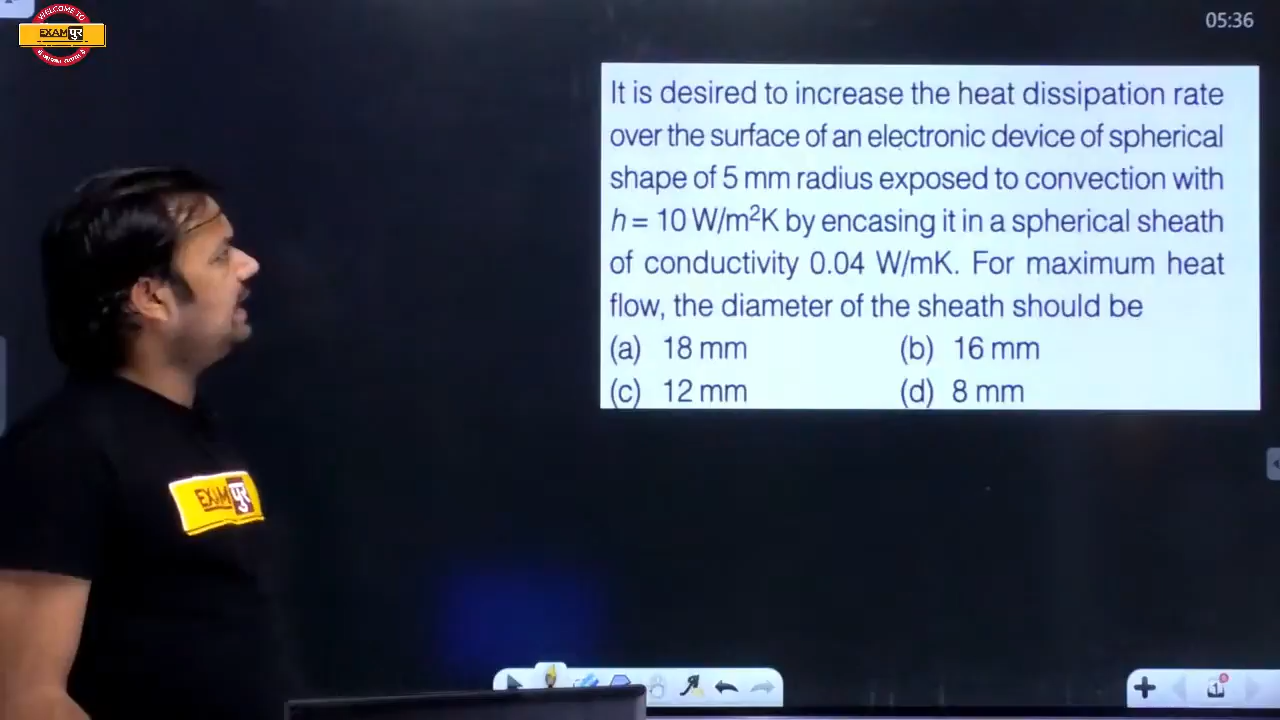 WELCOME TO
EXAM पुर
05:36
It is desired to increase the heat dissipation rate
over the surface of an electronic device of spherical
shape of 5 mm radius exposed to convection with
h = 10 W/m²K by encasing it in a spherical sheath
of conductivity 0.04 W/mK. For maximum heat
flow, the diameter of the sheath should be
(a) 18 mm (b) 16 mm
(c) 12 mm (d) 8 mm
EXAM पुर
1